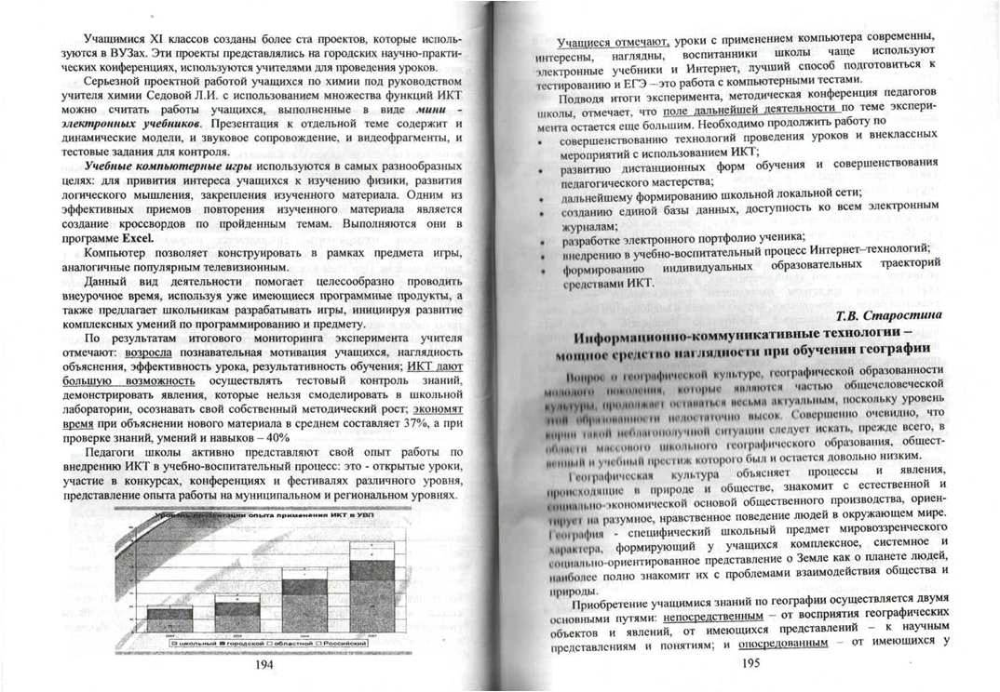 Учащимися XI классов созданы более ста проектов, которые исполь-
зуются в ВУЗах. Эти проекты представлялись на городских научно-практи-
ческих конференциях, используются учителями для проведения уроков.
Серьезной проектной работой учащихся по химии под руководством
учителя химии Седовой Л.И. с использованием множества функций ИКТ
можно считать работы учащихся, выполненные в виде мини -
электронных учебников. Презентация к отдельной теме содержит и
динамические модели, и звуковое сопровождение, и видеофрагменты, и
тестовые задания для контроля.
Учебные компьютерные игры используются в самых разнообразных
целях: для привития интереса учащихся к изучению физики, развития
логического мышления, закрепления изученного материала. Одним из
эффективных приемов повторения изученного материала является
создание кроссвордов по пройденным темам. Выполняются они в
программе Excel.
Компьютер позволяет конструировать в рамках предмета игры,
аналогичные популярным телевизионным.
Данный вид деятельности помогает целесообразно проводить
внеурочное время, используя уже имеющиеся программные продукты, а
также предлагает школьникам разрабатывать игры, инициируя развитие
комплексных умений по программированию и предмету.
По результатам итогового мониторинга эксперимента учителя
отмечают: возросла познавательная мотивация учащихся, наглядность
объяснения, эффективность урока, результативность обучения; ИКТ дают
большую возможность осуществлять тестовый контроль знаний,
демонстрировать явления, которые нельзя смоделировать в школьной
лаборатории, осознавать свой собственный методический рост; экономят
время при объяснении нового материала в среднем составляет 37%, а при
проверке знаний, умений и навыков – 40%
Педагоги школы активно представляют свой опыт работы по
внедрению ИКТ в учебно-воспитательный процесс: это - открытые уроки,
участие в конкурсах, конференциях и фестивалях различного уровня,
представление опыта работы на муниципальном и региональном уровнях.
Уровень презентации опыта применения ИКТ в УВП
школьный городской областной Российский
194
Учащиеся отмечают, уроки с применением компьютера современны,
интересны, наглядны, воспитанники школы чаще используют
электронные учебники и Интернет, лучший способ подготовиться к
тестированию и ЕГЭ – это работа с компьютерными тестами.
Подводя итоги эксперимента, методическая конференция педагогов
школы, отмечает, что поле дальнейшей деятельности по теме экспери-
мента остается еще большим. Необходимо продолжить работу по
• совершенствованию технологий проведения уроков и внеклассных
мероприятий с использованием ИКТ;
• развитию дистанционных форм обучения и совершенствования
педагогического мастерства;
• дальнейшему формированию школьной локальной сети;
• созданию единой базы данных, доступность ко всем электронным
журналам;
• разработке электронного портфолио ученика;
• внедрению в учебно-воспитательный процесс Интернет–технологий;
• формированию индивидуальных образовательных траекторий
средствами ИКТ.
Т.В. Старостина
Информационно-коммуникативные технологии –
мощное средство наглядности при обучении географии
Вопрос о географической культуре, географической образованности
молодого поколения, которые являются частью общечеловеческой
культуры, продолжает оставаться весьма актуальным, поскольку уровень
этой образованности недостаточно высок. Совершенно очевидно, что
корни такой неблагополучной ситуации следует искать, прежде всего, в
области массового школьного географического образования, общест-
венный и учебный престиж которого был и остается довольно низким.
Географическая культура объясняет процессы и явления,
происходящие в природе и обществе, знакомит с естественной и
социально-экономической основой общественного производства, ориен-
тирует на разумное, нравственное поведение людей в окружающем мире.
География - специфический школьный предмет мировоззренческого
характера, формирующий у учащихся комплексное, системное и
социально-ориентированное представление о Земле как о планете людей,
наиболее полно знакомит их с проблемами взаимодействия общества и
природы.
Приобретение учащимися знаний по географии осуществляется двумя
основными путями: непосредственным – от восприятия географических
объектов и явлений, от имеющихся представлений – к научным
представлениям и понятиям; и опосредованным – от имеющихся у
195